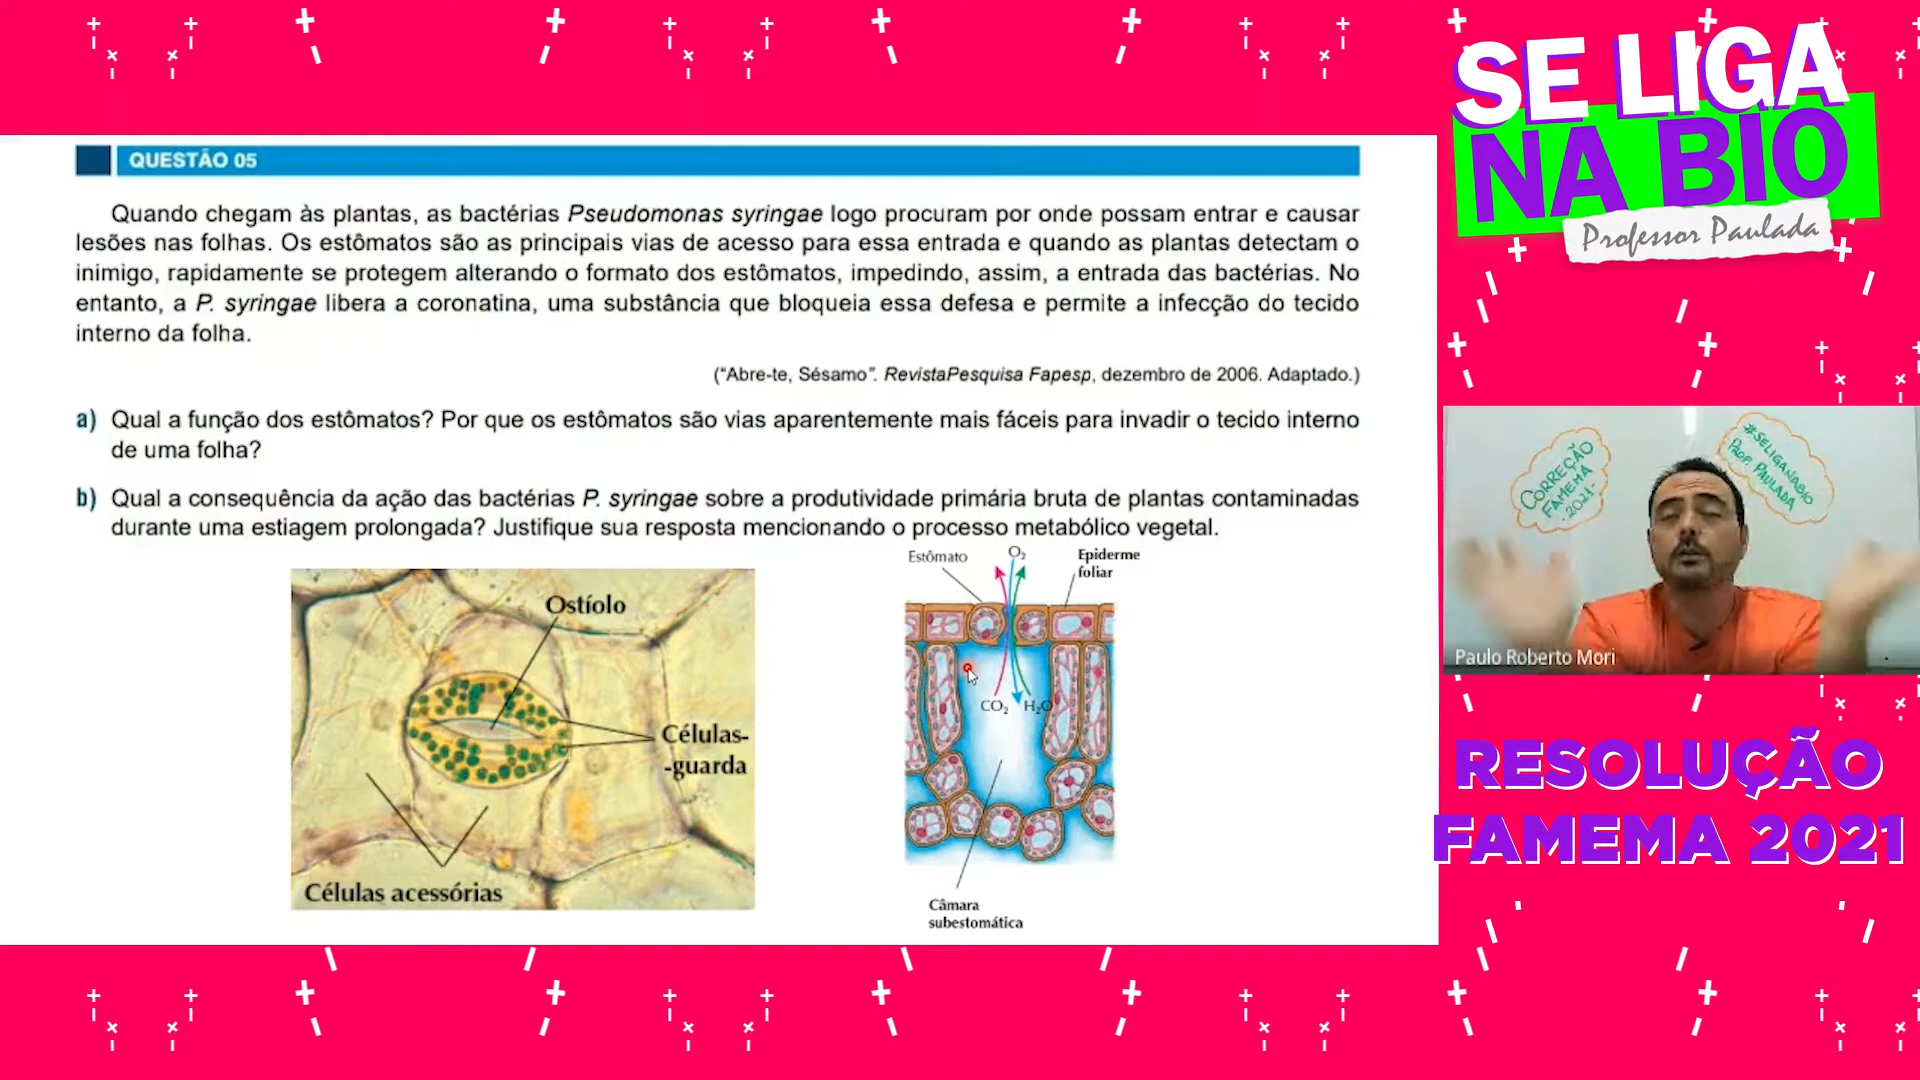 QUESTÃO 05
Quando chegam às plantas, as bactérias Pseudomonas syringae logo procuram por onde possam entrar e causar
lesões nas folhas. Os estômatos são as principais vias de acesso para essa entrada e quando as plantas detectam o
inimigo, rapidamente se protegem alterando o formato dos estômatos, impedindo, assim, a entrada das bactérias. No
entanto, a P. syringae libera a coronatina, uma substância que bloqueia essa defesa e permite a infecção do tecido
interno da folha.
("Abre-te, Sésamo". RevistaPesquisa Fapesp, dezembro de 2006. Adaptado.)
a) Qual a função dos estômatos? Por que os estômatos são vias aparentemente mais fáceis para invadir o tecido interno
de uma folha?
b) Qual a consequência da ação das bactérias P. syringae sobre a produtividade primária bruta de plantas contaminadas
durante uma estiagem prolongada? Justifique sua resposta mencionando o processo metabólico vegetal.
Ostíolo
Células-
-guarda
Células acessórias
Estômato
O₂
Epiderme
foliar
CO₂
H₂O
Câmara
subestomática
SE LIGA
NA BIO
Professor Paulada
CORREÇÃO
FAMEMA
-2021-
#SELIGANABIO
PROF. PAULADA
Paulo Roberto Mori
RESOLUÇÃO
FAMEMA 2021